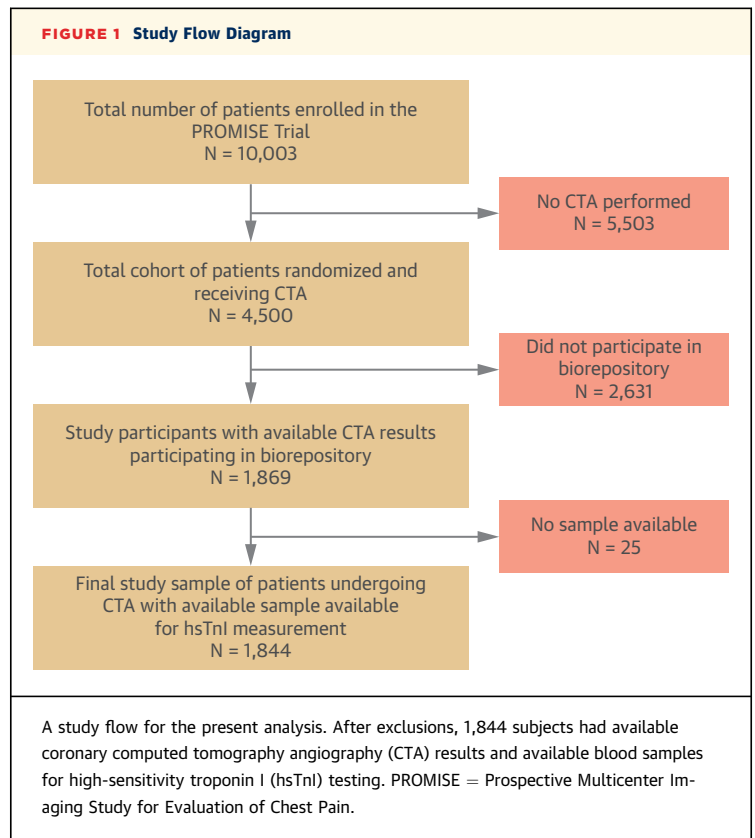 FIGURE 1 Study Flow Diagram
Total number of patients enrolled in the
PROMISE Trial
N = 10,003
No CTA performed
N = 5,503
Total cohort of patients randomized and
receiving CTA
N = 4,500
Did not participate in
biorepository
N = 2,631
Study participants with available CTA results
participating in biorepository
N = 1,869
No sample available
N = 25
Final study sample of patients undergoing
CTA with available sample available
for hsTnI measurement
N = 1,844
A study flow for the present analysis. After exclusions, 1,844 subjects had available
coronary computed tomography angiography (CTA) results and available blood samples
for high-sensitivity troponin I (hsTnI) testing. PROMISE = Prospective Multicenter Im-
aging Study for Evaluation of Chest Pain.